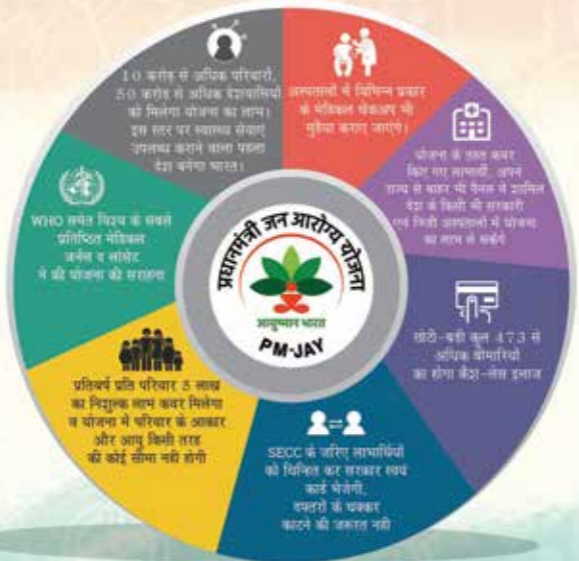 10 करोड़ से अधिक परिवारों,
50 करोड़ से अधिक देशवासियों
को मिलेगा योजना का लाभ।
इस स्तर पर स्वास्थ्य सेवाएं
उपलब्ध कराने वाला पहला
देश बनेगा भारत।
अस्पतालों में विभिन्न प्रकार
के मेडिकल चेकअप भी
मुहैया कराए जाएंगे।
योजना के तहत कवर
किए गए लाभार्थी, अपने
राज्य से बाहर भी पैनल में शामिल
देश के किसी भी सरकारी
एवं निजी अस्पतालों में योजना
का लाभ ले सकेंगे
छोटी-बड़ी कुल 473 से
अधिक बीमारियों
का होगा कैश-लेस इलाज
SECC के जरिए लाभार्थियों
को चिन्हित कर सरकार स्वयं
कार्ड भेजेगी,
दफ्तरों के चक्कर
काटने की जरूरत नही
प्रतिवर्ष प्रति परिवार 5 लाख
का निशुल्क लाभ कवर मिलेगा
व योजना में परिवार के आकार
और आयु किसी तरह
की कोई सीमा नही होगी
WHO समेत विश्व के सबसे
प्रतिष्ठित मेडिकल
जर्नल द लांसेट
ने की योजना की सराहना
प्रधानमंत्री जन आरोग्य योजना
आयुष्मान भारत
PM-JAY